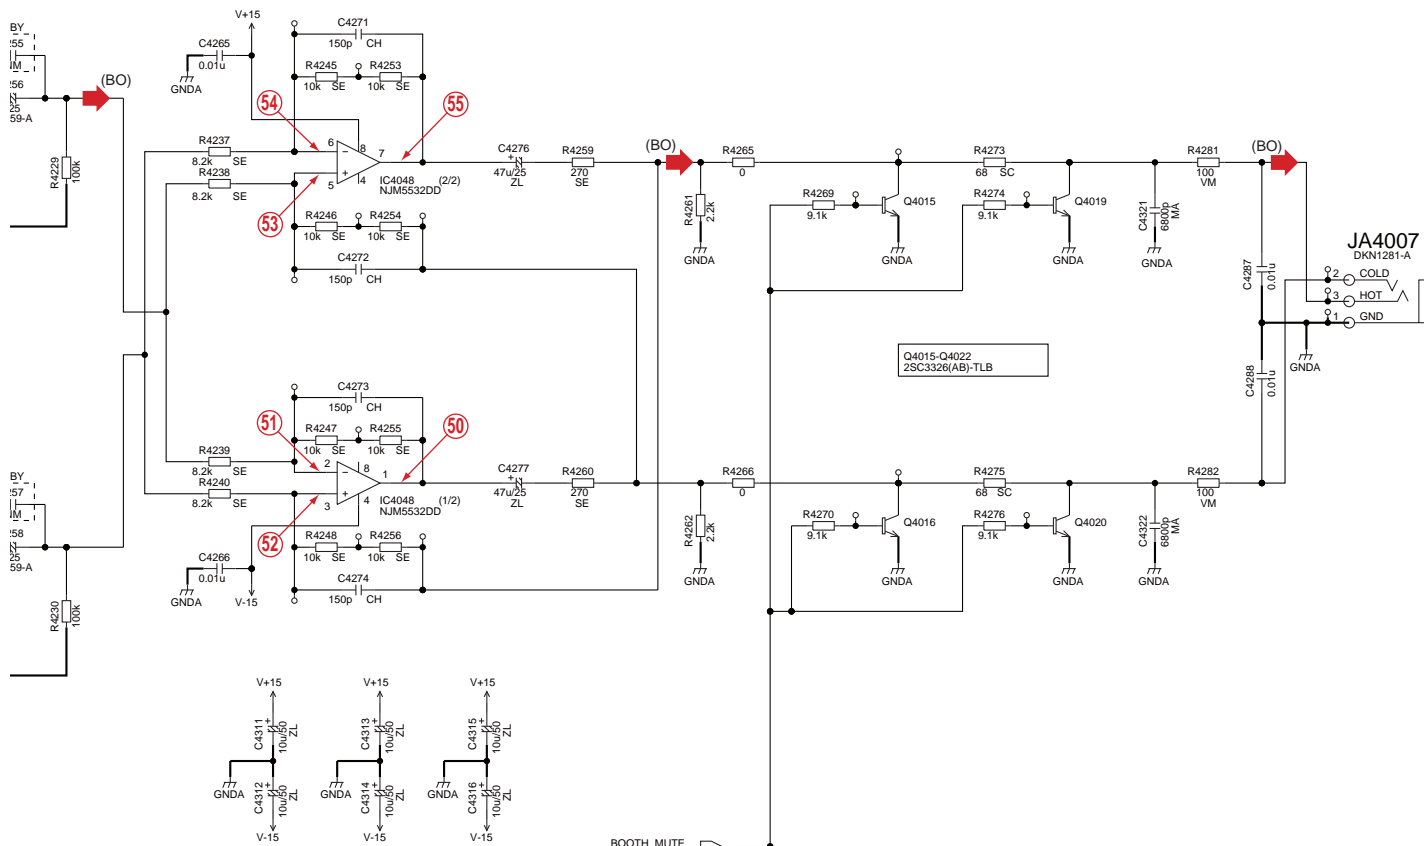 BY
V+15
C4271
150p CH
C4265
0.01u
GNDA
R4245
10k SE
R4253
10k SE
(BO)
54
55
59-A
R4229
100k
R4237
8.2k SE
R4238
8.2k SE
6
8
7
5
4
IC4048 (2/2)
NJM5532DD
53
C4276
+
47u/25
ZL
R4259
270
SE
(BO)
R4246
10k SE
R4254
10k SE
C4272
150p CH
R4265
0
R4261
2.2k
GNDA
R4269
9.1k
Q4015
GNDA
R4273
68 SC
R4274
9.1k
Q4019
GNDA
C4321
6800p
MA
GNDA
R4281
100
VM
(BO)
JA4007
DKN1281-A
2 COLD
3 HOT
1 GND
C4287
0.01u
GNDA
C4288
0.01u
Q4015-Q4022
2SC3326(AB)-TLB
C4273
150p CH
51
50
R4247
10k SE
R4255
10k SE
BY
59-A
R4230
100k
R4239
8.2k SE
R4240
8.2k SE
2
8
1
3
4
IC4048 (1/2)
NJM5532DD
52
C4277
+
47u/25
ZL
R4260
270
SE
R4248
10k SE
R4256
10k SE
C4274
150p CH
C4266
0.01u
GNDA
V-15
R4266
0
R4262
2.2k
GNDA
R4270
9.1k
Q4016
GNDA
R4275
68 SC
R4276
9.1k
Q4020
GNDA
C4322
6800p
MA
GNDA
R4282
100
VM
V+15
V+15
V+15
C4311 +
10u/50
ZL
C4313 +
10u/50
ZL
C4315 +
10u/50
ZL
GNDA
GNDA
GNDA
C4312 +
10u/50
ZL
C4314 +
10u/50
ZL
C4316 +
10u/50
ZL
V-15
V-15
V-15
BOOTH_MUTE